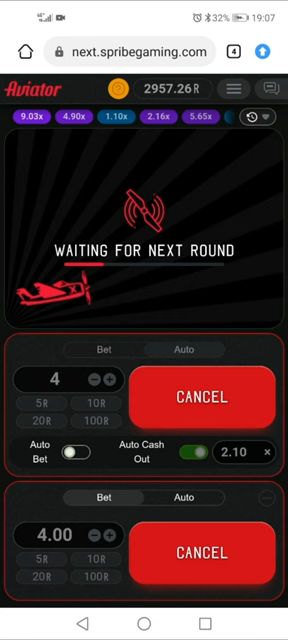 32% 19:07
next.spribegaming.com 4
Aviator 2957.26 R
9.03x 4.90x 1.10x 2.16x 5.65x
WAITING FOR NEXT ROUND
Bet Auto
4
CANCEL
5R 10R
20R 100R
Auto Bet
Auto Cash Out
2.10 ×
Bet Auto
4.00
CANCEL
5R 10R
20R 100R